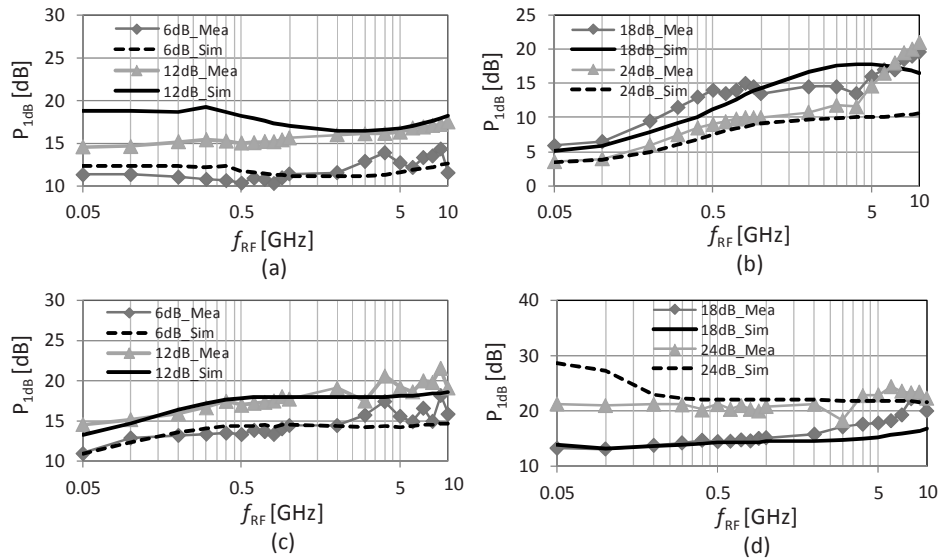 30
25
20
15
10
P1dB [dB]
6dB_Mea
6dB_Sim
12dB_Mea
12dB_Sim
0.05
0.5
5
10
fRF [GHz]
(a)
25
20
15
10
5
0
P1dB [dB]
18dB_Mea
18dB_Sim
24dB_Mea
24dB_Sim
0.05
0.5
5
10
fRF [GHz]
(b)
30
25
20
15
10
P1dB [dB]
6dB_Mea
6dB_Sim
12dB_Mea
12dB_Sim
0.05
0.5
5
10
fRF [GHz]
(c)
40
30
20
10
P1dB [dB]
18dB_Mea
18dB_Sim
24dB_Mea
24dB_Sim
0.05
0.5
5
10
fRF [GHz]
(d)